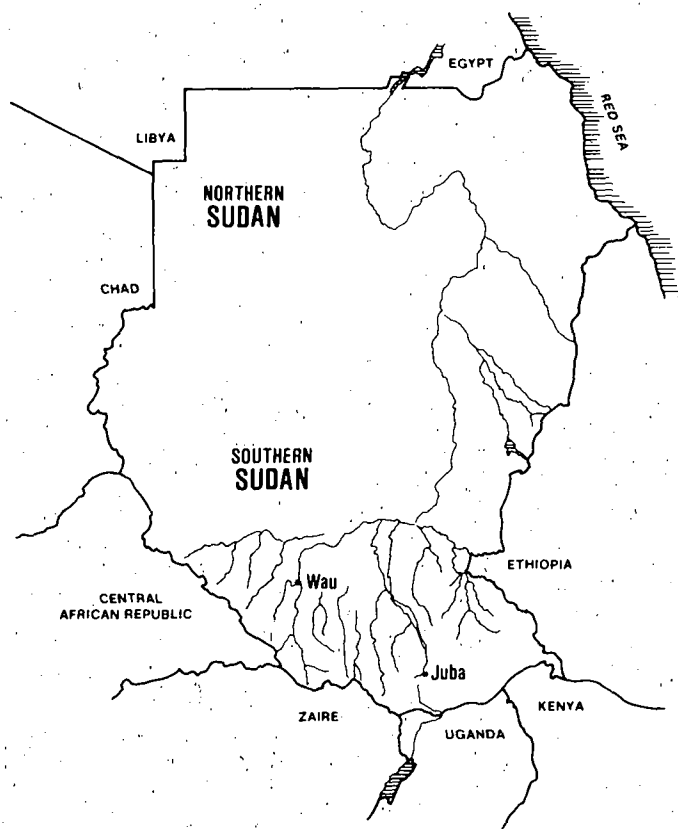 EGYPT
RED SEA
LIBYA
NORTHERN
SUDAN
CHAD
SOUTHERN
SUDAN
Wau
ETHIOPIA
CENTRAL
AFRICAN REPUBLIC
Juba
KENYA
ZAIRE
UGANDA